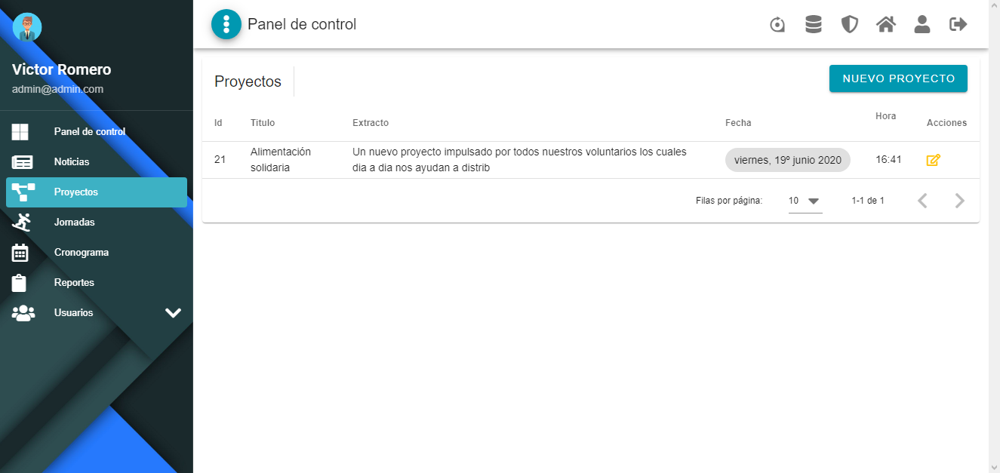 Victor Romero
admin@admin.com
Panel de control
Noticias
Proyectos
Jornadas
Cronograma
Reportes
Usuarios
Panel de control
Proyectos
NUEVO PROYECTO
Id Titulo Extracto Fecha Hora Acciones
21 Alimentación solidaria Un nuevo proyecto impulsado por todos nuestros voluntarios los cuales dia a dia nos ayudan a distrib viernes, 19º junio 2020 16:41
Filas por página: 10 1-1 de 1